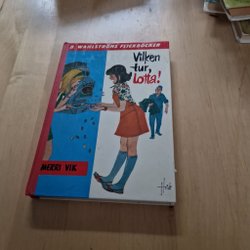 B. WAHLSTRÖMS FLICKBÖCKER
Vilken
tur,
Lotta!
MERRI VIK